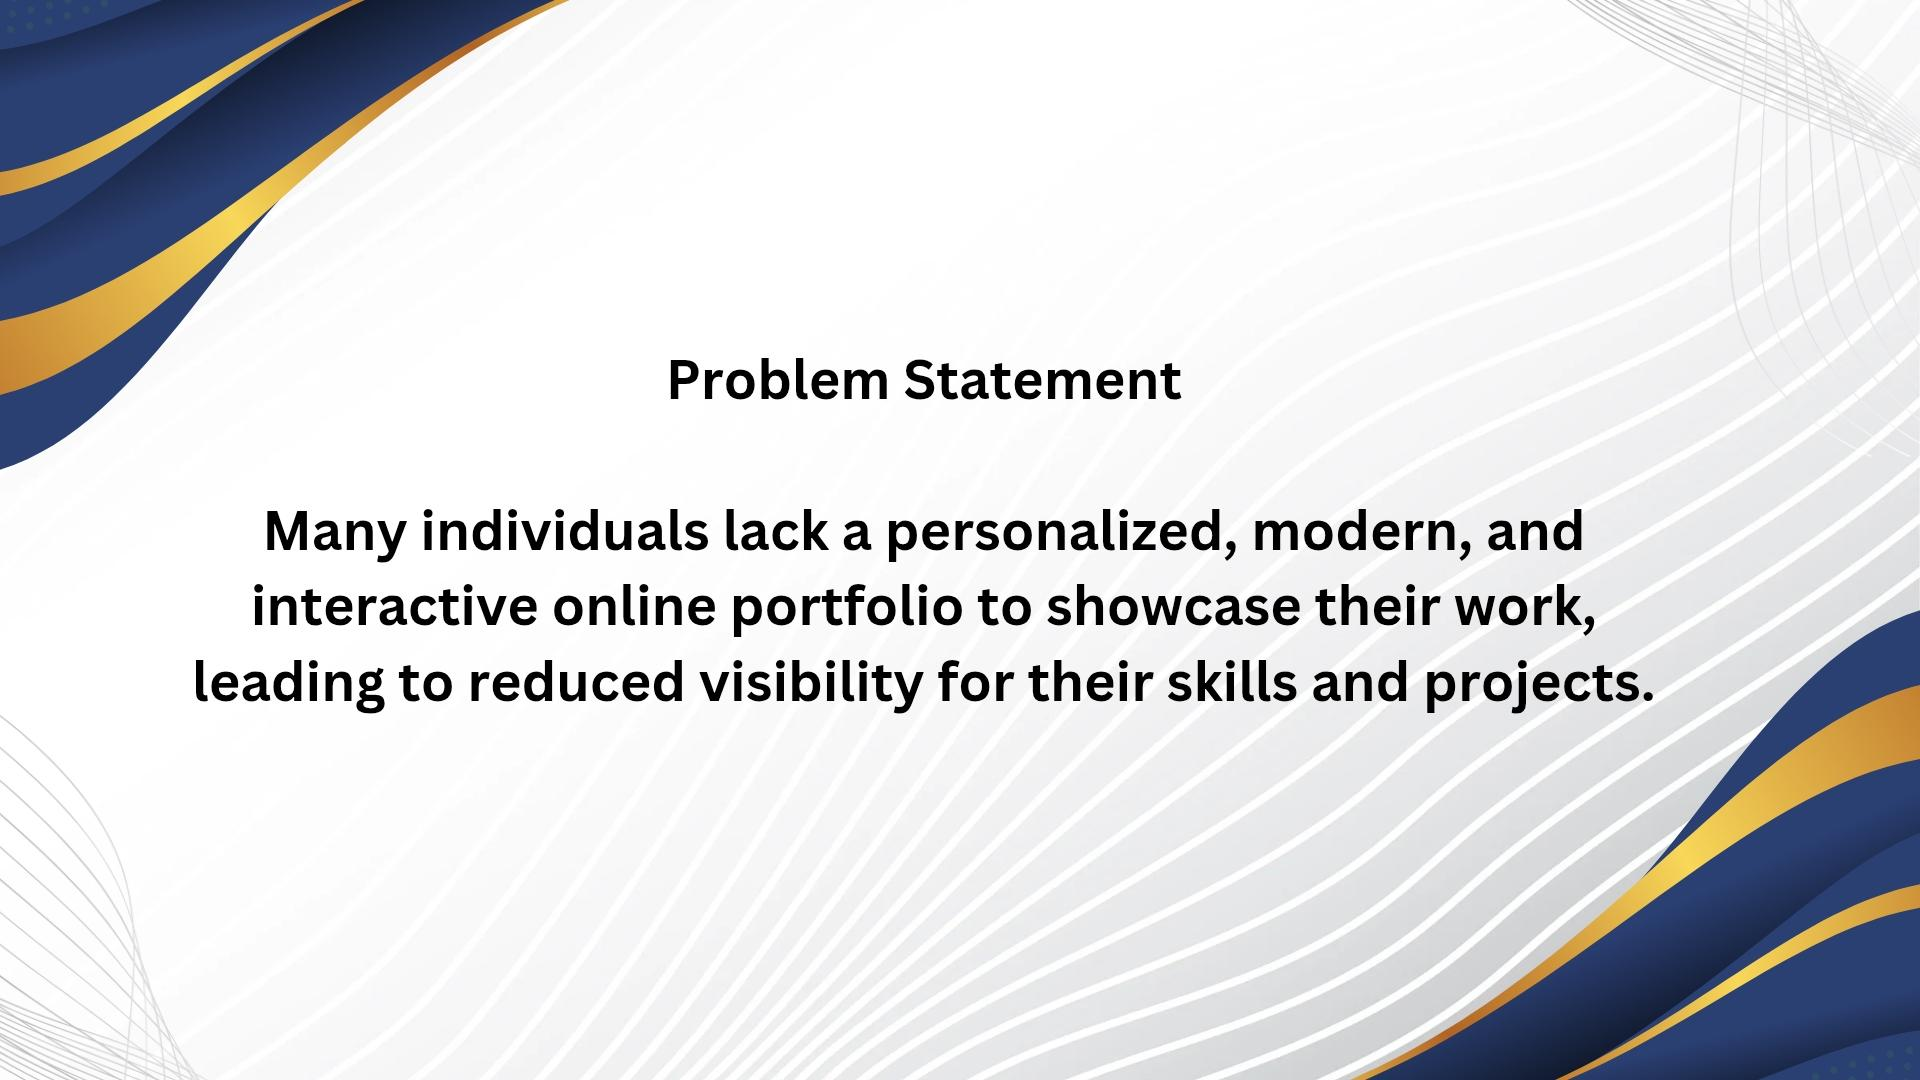 Problem Statement
Many individuals lack a personalized, modern, and
interactive online portfolio to showcase their work,
leading to reduced visibility for their skills and projects.